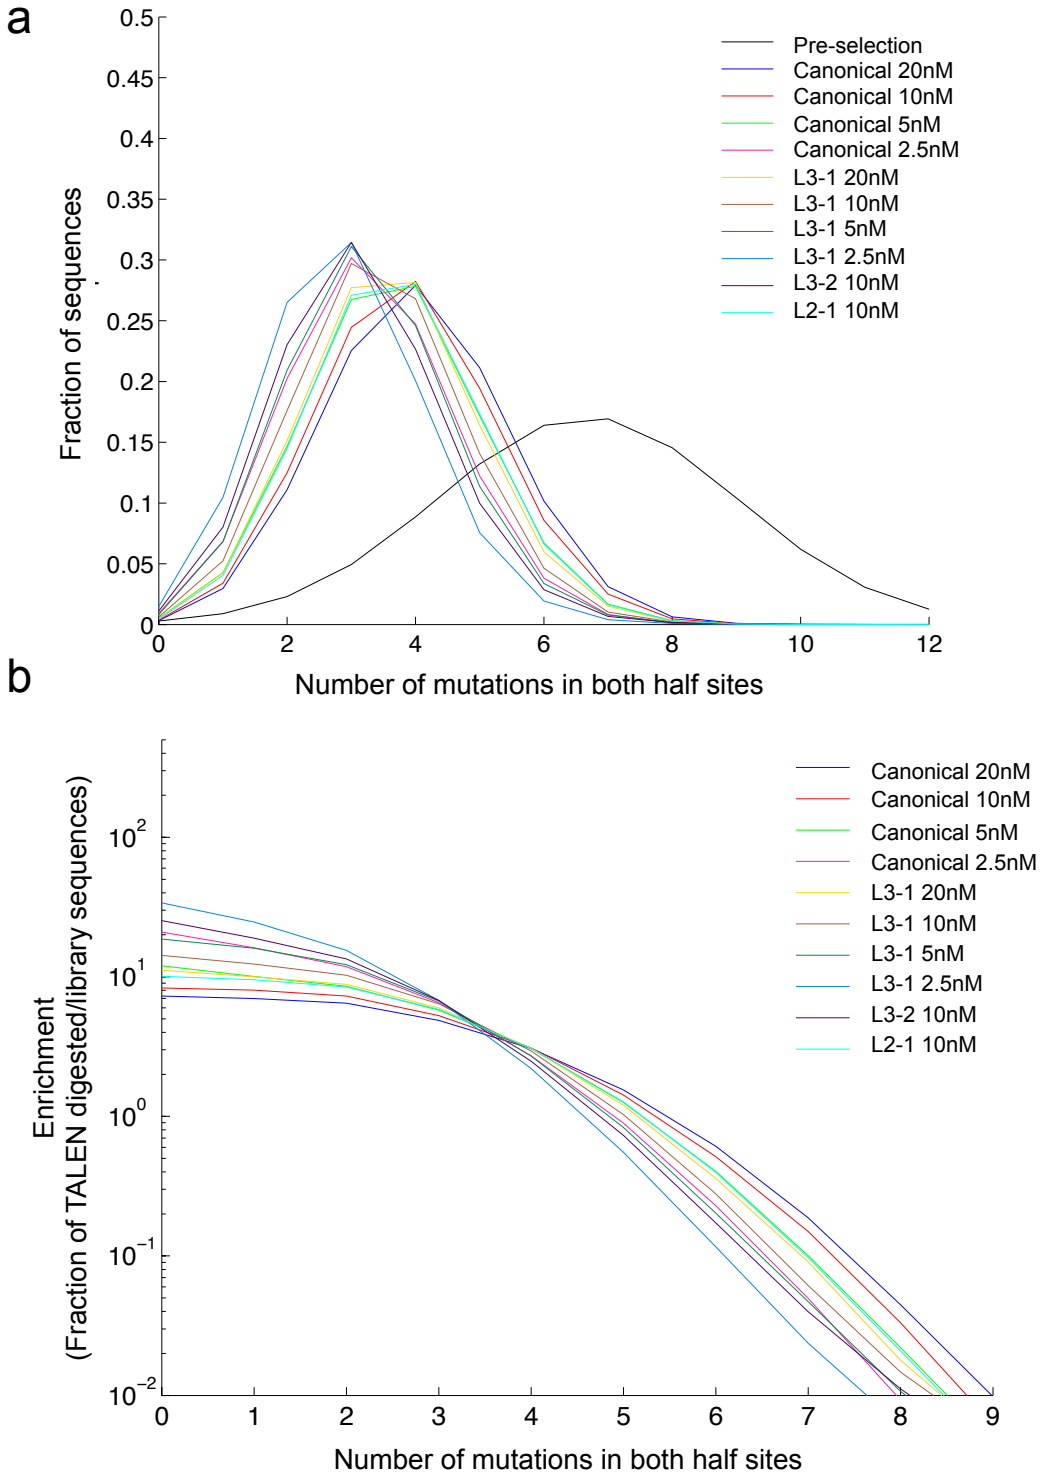 a
0.5
0.45
0.4
0.35
0.3
0.25
0.2
0.15
0.1
0.05
0
Fraction of sequences
Pre-selection
Canonical 20nM
Canonical 10nM
Canonical 5nM
Canonical 2.5nM
L3-1 20nM
L3-1 10nM
L3-1 5nM
L3-1 2.5nM
L3-2 10nM
L2-1 10nM
0 2 4 6 8 10 12
Number of mutations in both half sites
b
Enrichment
(Fraction of TALEN digested/library sequences)
10²
10¹
10⁰
10⁻¹
10⁻²
Canonical 20nM
Canonical 10nM
Canonical 5nM
Canonical 2.5nM
L3-1 20nM
L3-1 10nM
L3-1 5nM
L3-1 2.5nM
L3-2 10nM
L2-1 10nM
0 1 2 3 4 5 6 7 8 9
Number of mutations in both half sites